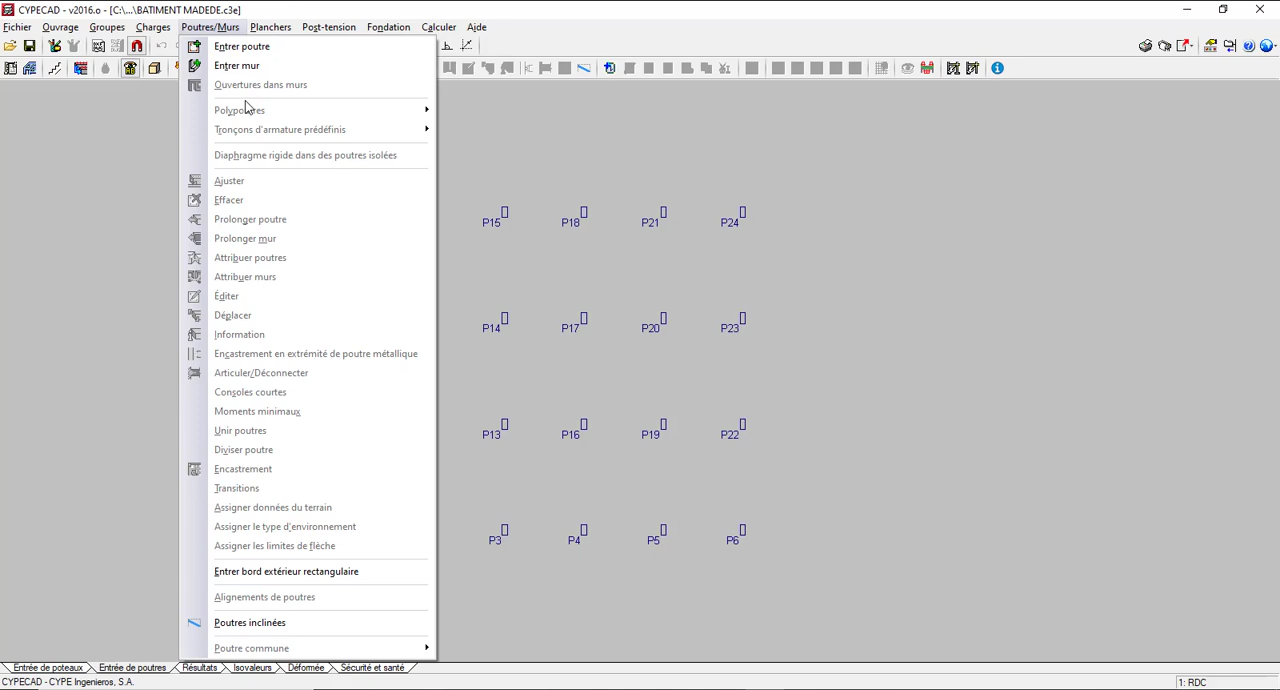 CYPECAD - v2016.o - [C:\...\BATIMENT MADEDE.c3e]
Fichier Ouvrage Groupes Charges Poutres/Murs Planchers Post-tension Fondation Calculer Aide
Entrer poutre
Entrer mur
Ouvertures dans murs
Polypoutres
Tronçons d'armature prédéfinis
Diaphragme rigide dans des poutres isolées
Ajuster
Effacer
Prolonger poutre
Prolonger mur
Attribuer poutres
Attribuer murs
Éditer
Déplacer
Information
Encastrement en extrémité de poutre métallique
Articuler/Déconnecter
Consoles courtes
Moments minimaux
Unir poutres
Diviser poutre
Encastrement
Transitions
Assigner données du terrain
Assigner le type d'environnement
Assigner les limites de flèche
Entrer bord extérieur rectangulaire
Alignements de poutres
Poutres inclinées
Poutre commune
P15 P18 P21 P24
P14 P17 P20 P23
P13 P16 P19 P22
P3 P4 P5 P6
Entrée de poteaux Entrée de poutres Résultats Isovaleurs Déformée Sécurité et santé
CYPECAD - CYPE Ingenieros, S.A.
1: RDC